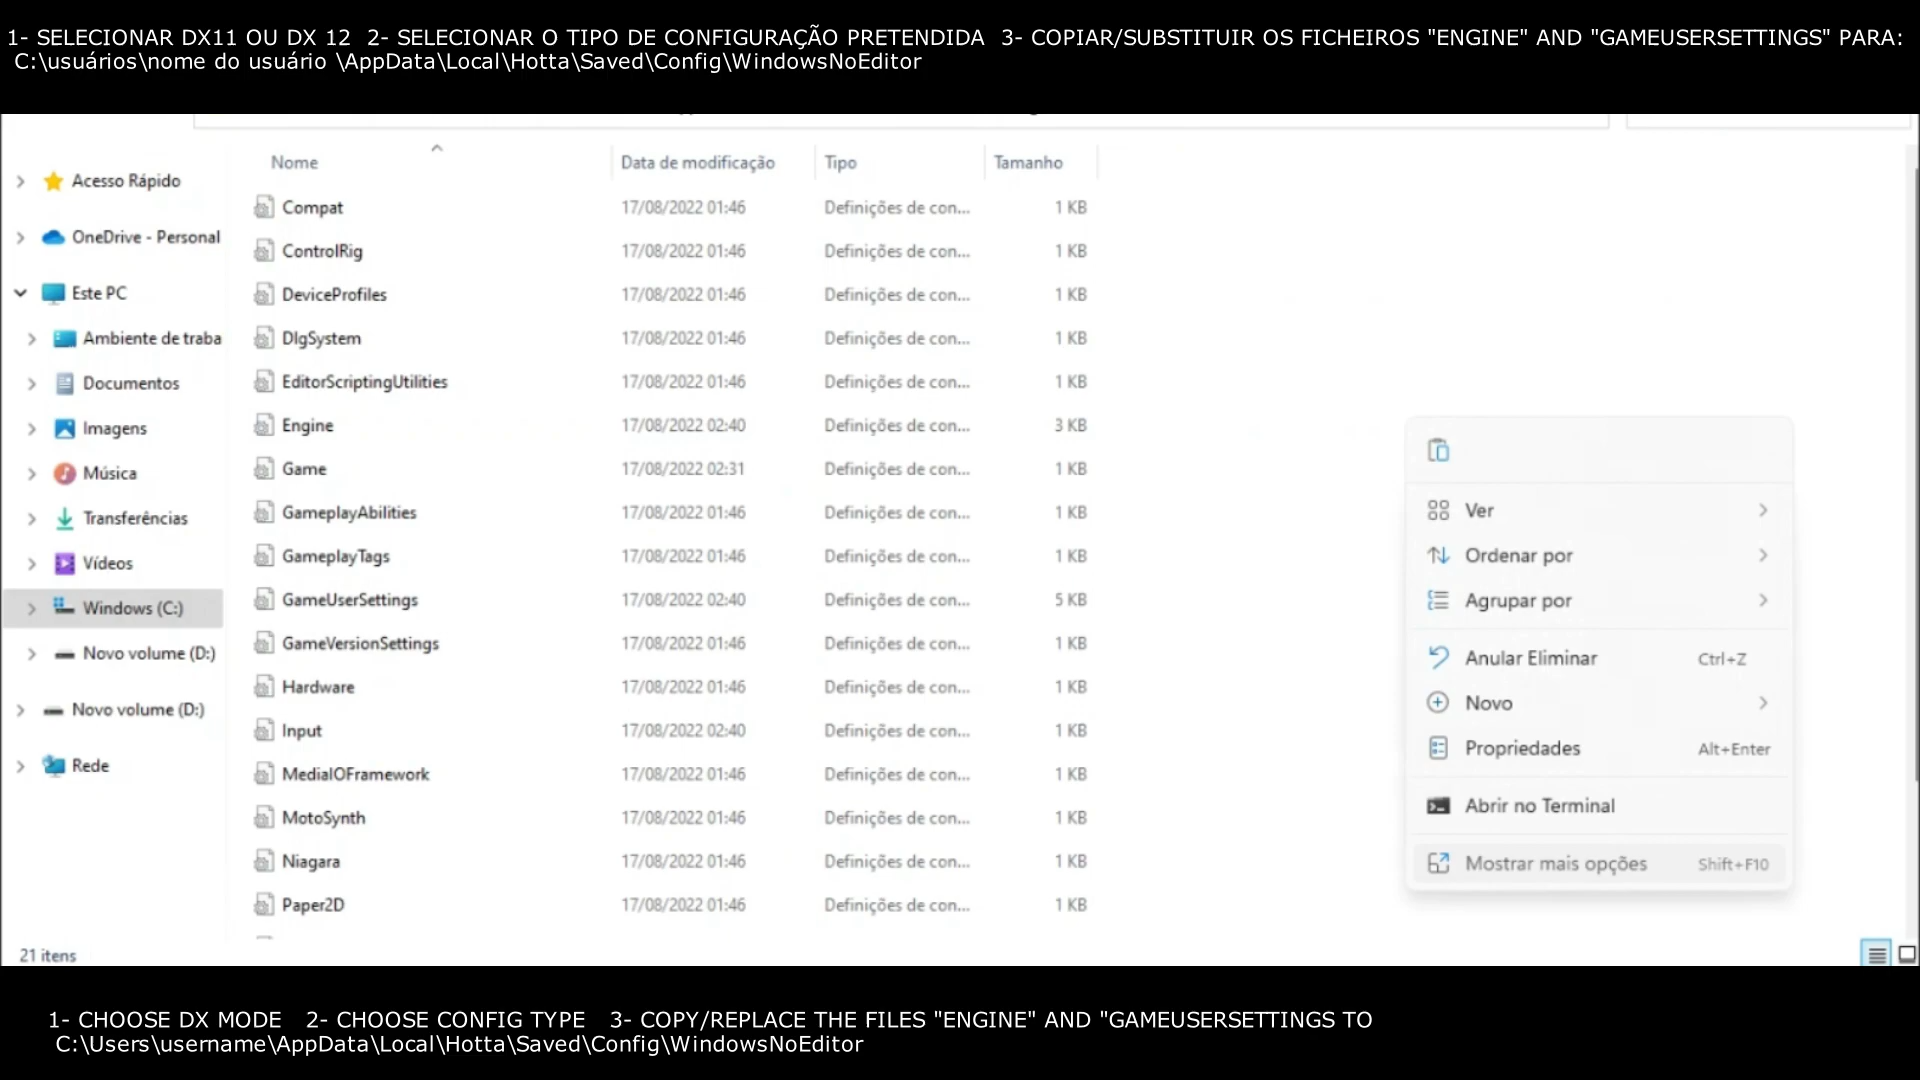 1- SELECIONAR DX11 OU DX 12  2- SELECIONAR O TIPO DE CONFIGURAÇÃO PRETENDIDA  3- COPIAR/SUBSTITUIR OS FICHEIROS "ENGINE" AND "GAMEUSERSETTINGS" PARA:
C:\usuários\nome do usuário \AppData\Local\Hotta\Saved\Config\WindowsNoEditor
Acesso Rápido
OneDrive - Personal
Este PC
Ambiente de traba
Documentos
Imagens
Música
Transferências
Vídeos
Windows (C:)
Novo volume (D:)
Novo volume (D:)
Rede
Nome Data de modificação Tipo Tamanho
Compat 17/08/2022 01:46 Definições de con... 1 KB
ControlRig 17/08/2022 01:46 Definições de con... 1 KB
DeviceProfiles 17/08/2022 01:46 Definições de con... 1 KB
DlgSystem 17/08/2022 01:46 Definições de con... 1 KB
EditorScriptingUtilities 17/08/2022 01:46 Definições de con... 1 KB
Engine 17/08/2022 02:40 Definições de con... 3 KB
Game 17/08/2022 02:31 Definições de con... 1 KB
GameplayAbilities 17/08/2022 01:46 Definições de con... 1 KB
GameplayTags 17/08/2022 01:46 Definições de con... 1 KB
GameUserSettings 17/08/2022 02:40 Definições de con... 5 KB
GameVersionSettings 17/08/2022 01:46 Definições de con... 1 KB
Hardware 17/08/2022 01:46 Definições de con... 1 KB
Input 17/08/2022 02:40 Definições de con... 1 KB
MediaIOFramework 17/08/2022 01:46 Definições de con... 1 KB
MotoSynth 17/08/2022 01:46 Definições de con... 1 KB
Niagara 17/08/2022 01:46 Definições de con... 1 KB
Paper2D 17/08/2022 01:46 Definições de con... 1 KB
Ver
Ordenar por
Agrupar por
Anular Eliminar Ctrl+Z
Novo
Propriedades Alt+Enter
Abrir no Terminal
Mostrar mais opções Shift+F10
21 itens
1- CHOOSE DX MODE  2- CHOOSE CONFIG TYPE  3- COPY/REPLACE THE FILES "ENGINE" AND "GAMEUSERSETTINGS TO
C:\Users\username\AppData\Local\Hotta\Saved\Config\WindowsNoEditor